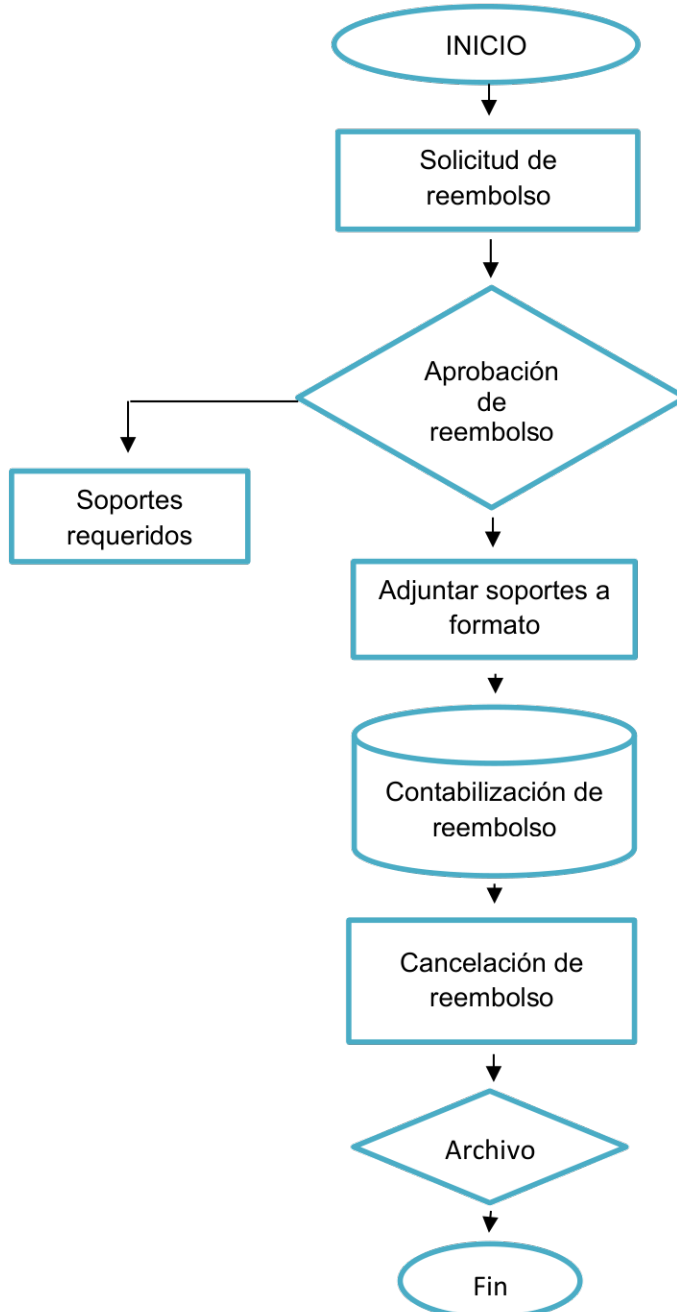 INICIO
Solicitud de
reembolso
Aprobación
de
reembolso
Soportes
requeridos
Adjuntar soportes a
formato
Contabilización de
reembolso
Cancelación de
reembolso
Archivo
Fin